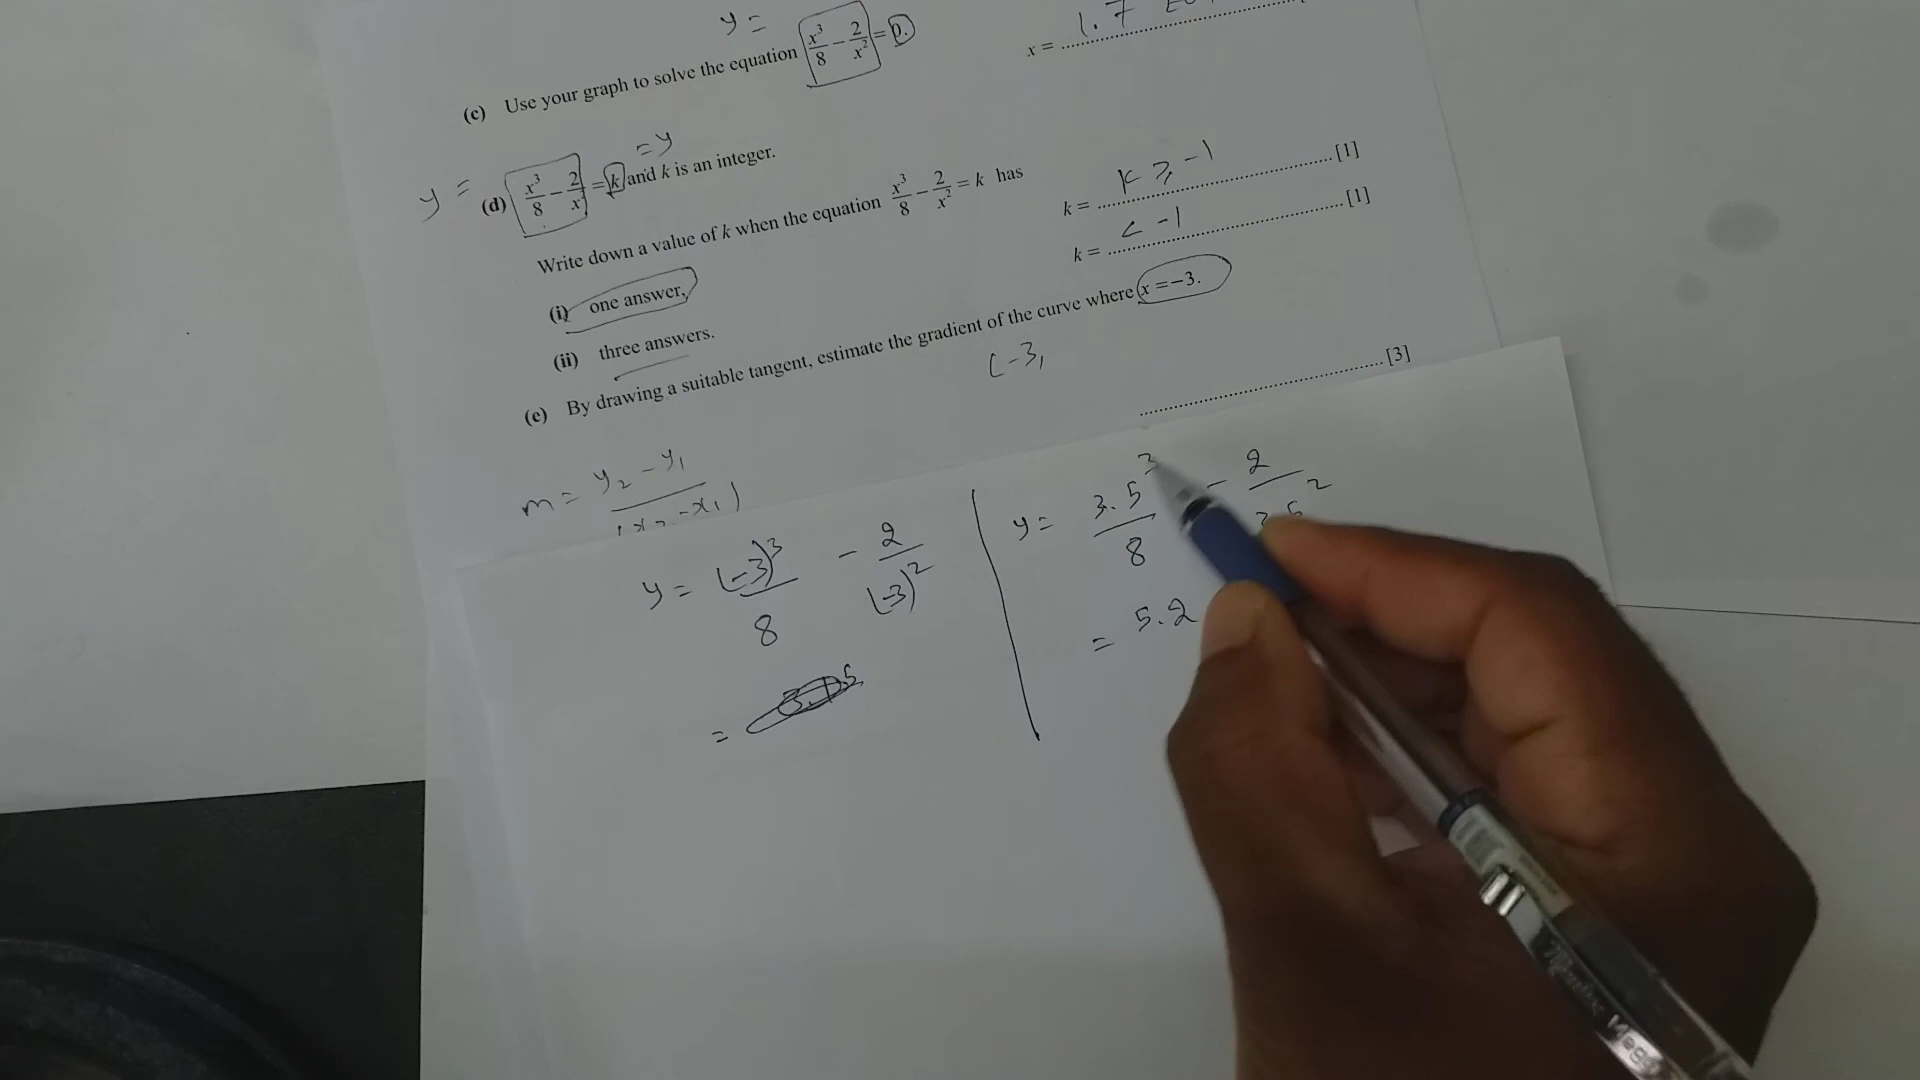 y =
(c) Use your graph to solve the equation x³/8 − 2/x² = 0.
x = 1.7
= y
y = (d) x³/8 − 2/x² = k and k is an integer.
Write down a value of k when the equation x³/8 − 2/x² = k has
(i) one answer,
k = k ⩾ -1 [1]
(ii) three answers.
k = < -1 [1]
(e) By drawing a suitable tangent, estimate the gradient of the curve where x = −3.
(-3,
[3]
m = y₂ - y₁ / (x₂ - x₁)
y = (-3)³/8 - 2/(-3)²
=
y = 3.5³/8 - 2/3.5²
= 5.2